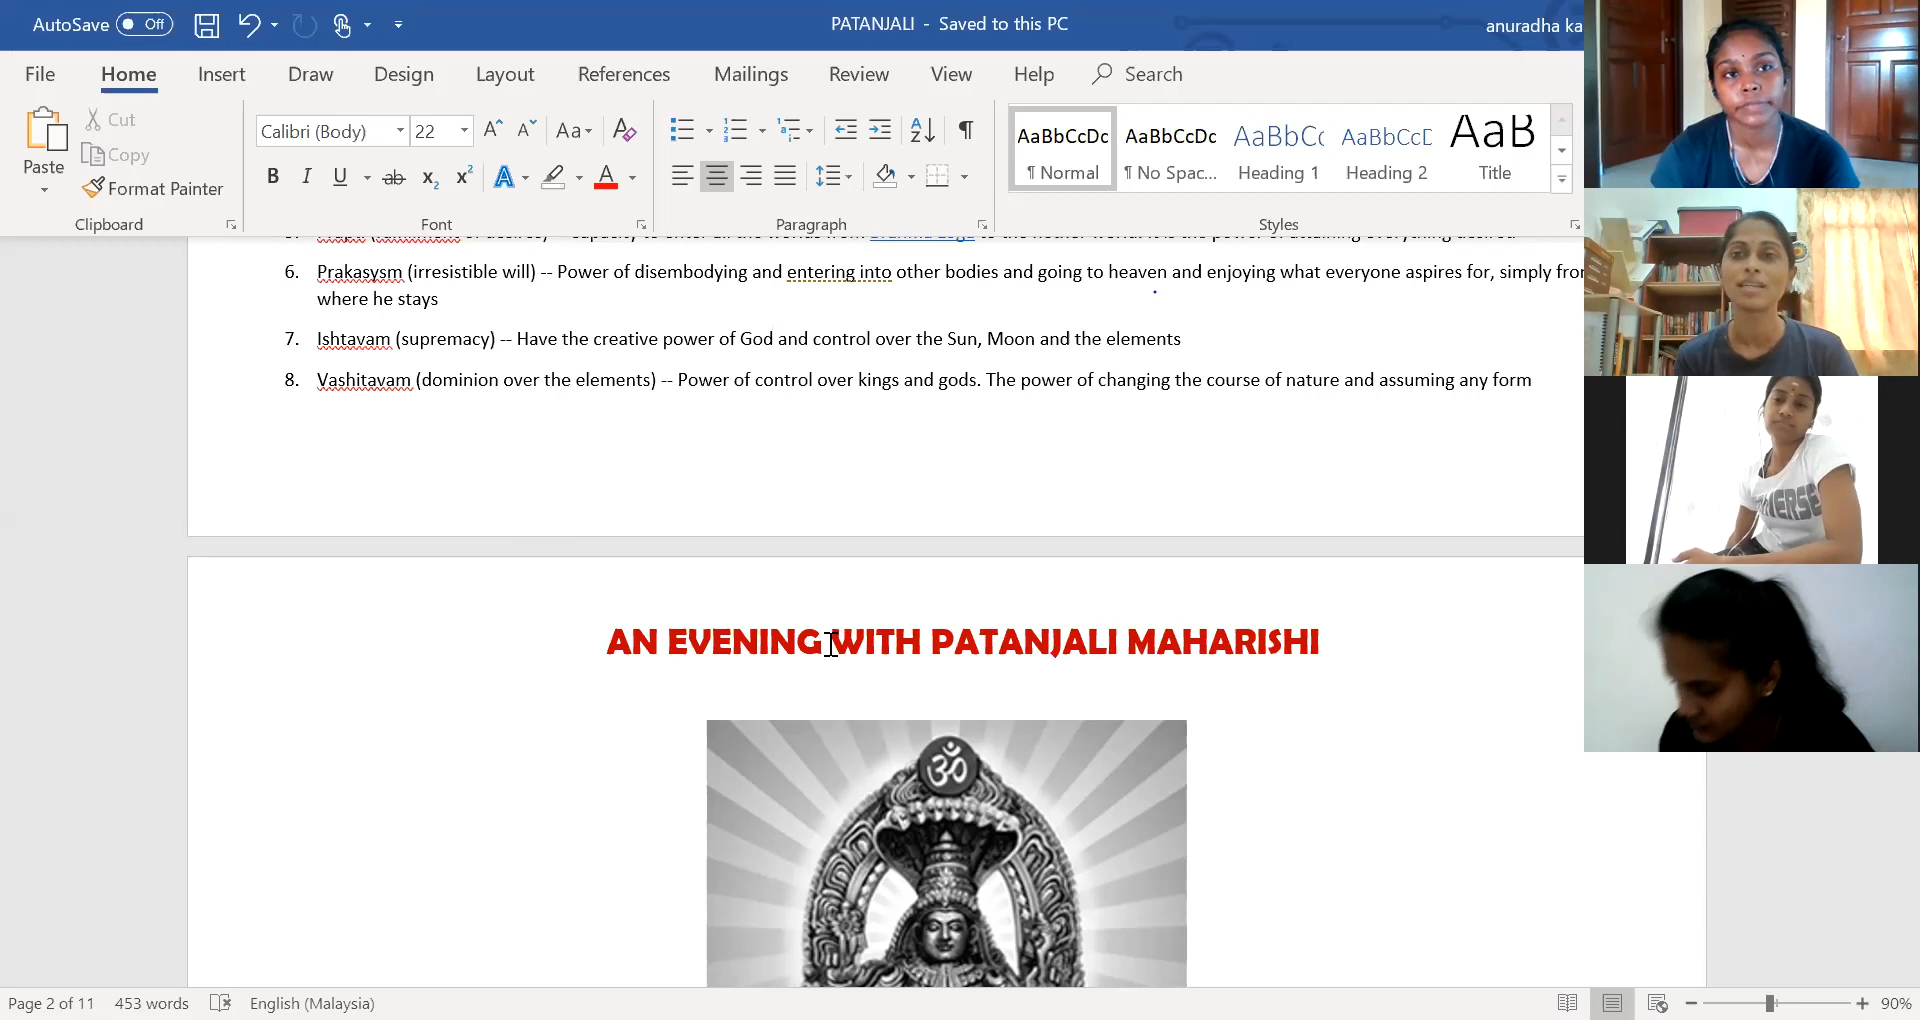 AutoSave Off PATANJALI - Saved to this PC anuradha ka
File Home Insert Draw Design Layout References Mailings Review View Help Search
Cut
Copy
Paste
Format Painter
Clipboard
Calibri (Body) 22
Font
Paragraph
AaBbCcDc AaBbCcDc AaBbC AaBbCcD AaB
¶ Normal ¶ No Spac... Heading 1 Heading 2 Title
Styles
6. Prakasysm (irresistible will) -- Power of disembodying and entering into other bodies and going to heaven and enjoying what everyone aspires for, simply from
where he stays
7. Ishtavam (supremacy) -- Have the creative power of God and control over the Sun, Moon and the elements
8. Vashitavam (dominion over the elements) -- Power of control over kings and gods. The power of changing the course of nature and assuming any form
AN EVENING WITH PATANJALI MAHARISHI
ॐ
Page 2 of 11 453 words English (Malaysia) 90%